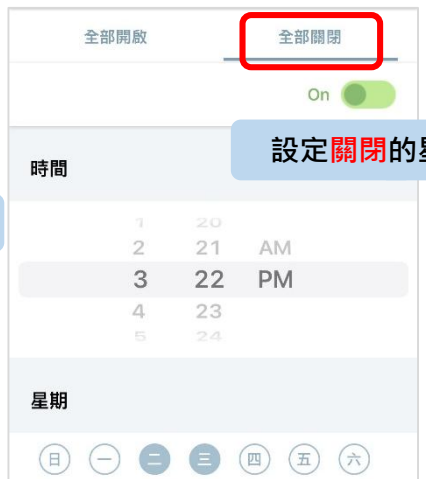 全部開啟 全部關閉
On
設定關閉的
時間
1 20
2 21 AM
3 22 PM
4 23
5 24
星期
日 一 二 三 四 五 六